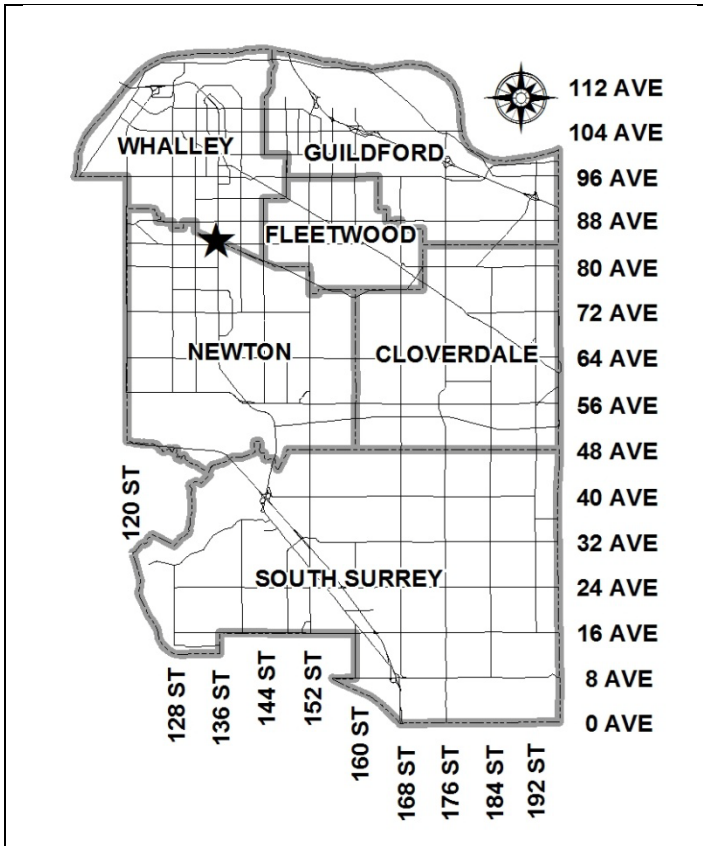 112 AVE
104 AVE
WHALLEY
GUILDFORD
96 AVE
88 AVE
FLEETWOOD
80 AVE
72 AVE
NEWTON
CLOVERDALE
64 AVE
56 AVE
48 AVE
120 ST
40 AVE
32 AVE
SOUTH SURREY
24 AVE
16 AVE
8 AVE
0 AVE
128 ST
136 ST
144 ST
152 ST
160 ST
168 ST
176 ST
184 ST
192 ST